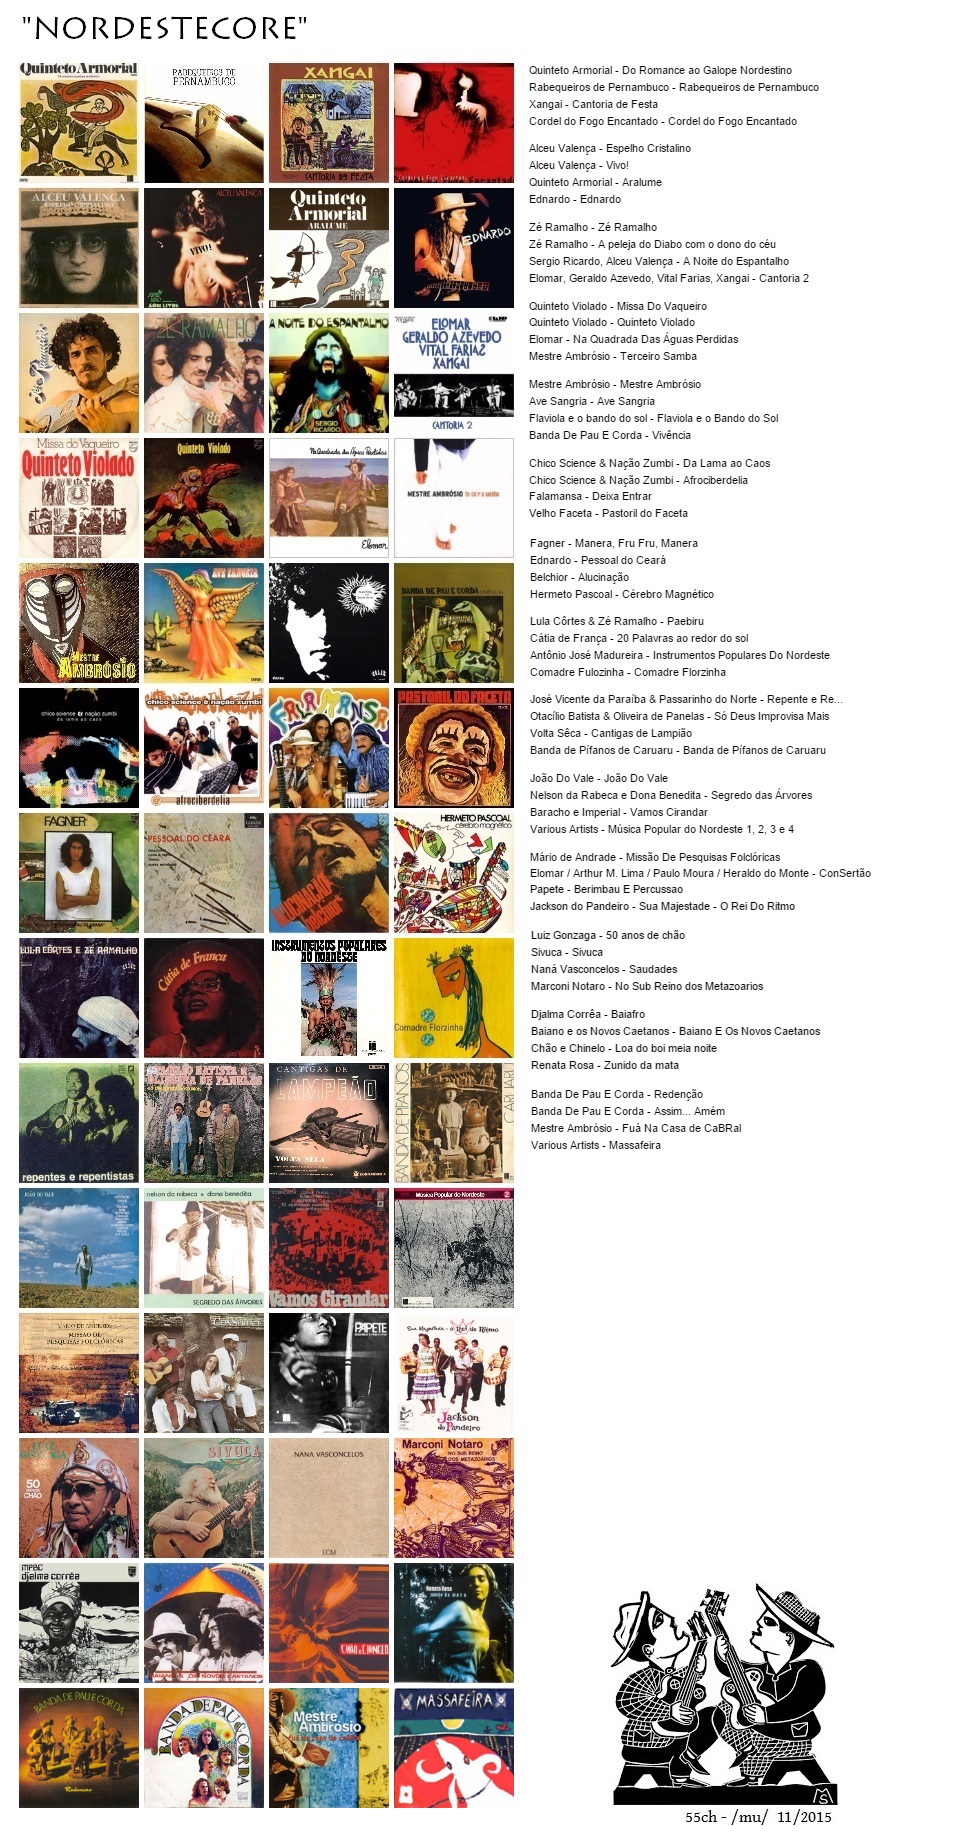 "NORDESTECORE"
Quinteto Armorial - Do Romance ao Galope Nordestino
Rabequeiros de Pernambuco - Rabequeiros de Pernambuco
Xangai - Cantoria de Festa
Cordel do Fogo Encantado - Cordel do Fogo Encantado
Alceu Valença - Espelho Cristalino
Alceu Valença - Vivo!
Quinteto Armorial - Aralume
Ednardo - Ednardo
Zé Ramalho - Zé Ramalho
Zé Ramalho - A peleja do Diabo com o dono do céu
Sergio Ricardo, Alceu Valença - A Noite do Espantalho
Elomar, Geraldo Azevedo, Vital Farias, Xangai - Cantoria 2
Quinteto Violado - Missa Do Vaqueiro
Quinteto Violado - Quinteto Violado
Elomar - Na Quadrada Das Águas Perdidas
Mestre Ambrósio - Terceiro Samba
Mestre Ambrósio - Mestre Ambrósio
Ave Sangria - Ave Sangria
Flaviola e o bando do sol - Flaviola e o Bando do Sol
Banda De Pau E Corda - Vivência
Chico Science & Nação Zumbi - Da Lama ao Caos
Chico Science & Nação Zumbi - Afrociberdelia
Falamansa - Deixa Entrar
Velho Faceta - Pastoril do Faceta
Fagner - Manera, Fru Fru, Manera
Ednardo - Pessoal do Ceará
Belchior - Alucinação
Hermeto Pascoal - Cérebro Magnético
Lula Côrtes & Zé Ramalho - Paebiru
Cátia de França - 20 Palavras ao redor do sol
Antônio José Madureira - Instrumentos Populares Do Nordeste
Comadre Fulozinha - Comadre Florzinha
José Vicente da Paraíba & Passarinho do Norte - Repente e Re...
Otacílio Batista & Oliveira de Panelas - Só Deus Improvisa Mais
Volta Sêca - Cantigas de Lampião
Banda de Pífanos de Caruaru - Banda de Pífanos de Caruaru
João Do Vale - João Do Vale
Nelson da Rabeca e Dona Benedita - Segredo das Árvores
Baracho e Imperial - Vamos Cirandar
Various Artists - Música Popular do Nordeste 1, 2, 3 e 4
Mário de Andrade - Missão De Pesquisas Folclóricas
Elomar / Arthur M. Lima / Paulo Moura / Heraldo do Monte - ConSertão
Papete - Berimbau E Percussao
Jackson do Pandeiro - Sua Majestade - O Rei Do Ritmo
Luiz Gonzaga - 50 anos de chão
Sivuca - Sivuca
Naná Vasconcelos - Saudades
Marconi Notaro - No Sub Reino dos Metazoarios
Djalma Corrêa - Baiafro
Baiano e os Novos Caetanos - Baiano E Os Novos Caetanos
Chão e Chinelo - Loa do boi meia noite
Renata Rosa - Zunido da mata
Banda De Pau E Corda - Redenção
Banda De Pau E Corda - Assim... Amém
Mestre Ambrósio - Fuá Na Casa de CaBRal
Various Artists - Massafeira
Quinteto Armorial
RABEQUEIROS DE
PERNAMBUCO
XANGAI
CANTORIA DE FESTA
ALCEU VALENÇA
ALCEU VALENÇA
VIVO!
Quinteto
Armorial
ARALUME
EDNARDO
ZÉ RAMALHO
A NOITE DO ESPANTALHO
SERGIO
RICARDO
ELOMAR
GERALDO AZEVEDO
VITAL FARIAS
XANGAI
CANTORIA 2
Missa do Vaqueiro
Quinteto Violado
Quinteto Violado
Na Quadrada das Águas Perdidas
Elomar
MESTRE AMBRÓSIO
MESTRE
AMBRÓSIO
AVE SANGRIA
BANDA DE PAU E CORDA VIVÊNCIA
chico science & nação zumbi
da lama ao caos
chico science & nação zumbi
afrociberdelia
FALAMANSA
PASTORIL DO FACETA
FAGNER
PESSOAL DO CEARA
HERMETO PASCOAL
cérebro magnético
LULA CÔRTES E ZÉ RAMALHO
Cátia de França
INSTRUMENTOS POPULARES
DO NORDESTE
Comadre Florzinha
repentes e repentistas
CANTIGAS DE
LAMPEÃO
VOLTA SÊCA
BANDA DE PIFANOS
CARUARU
JOÃO DO VALE
nelson da rabeca e dona benedita
SEGREDO DAS ÁRVORES
Vamos Cirandar
Música Popular do Nordeste 2
MÁRIO DE ANDRADE
MISSÃO DE
PESQUISAS FOLCLÓRICAS
ConSertão
PAPETE
Sua Majestade - o Rei do Ritmo
Jackson
do Pandeiro
50
CHÃO
SIVUCA
NANA VASCONCELOS
ECM
Marconi Notaro
NO SUB REINO
DOS METAZOÁRIOS
MPBC
djalma corrêa
CHÃO E CHINELO
Renata Rosa
BANDA DE PAU E CORDA
Redenção
BANDA DE PAU E CORDA
Mestre
Ambrósio
MASSAFEIRA
MS
55ch - /mu/ 11/2015